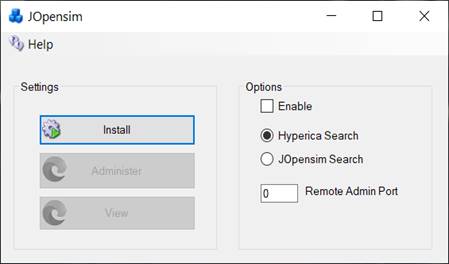 JOpensim
Help
Settings
Install
Administer
View
Options
Enable
Hyperica Search
JOpensim Search
0 Remote Admin Port